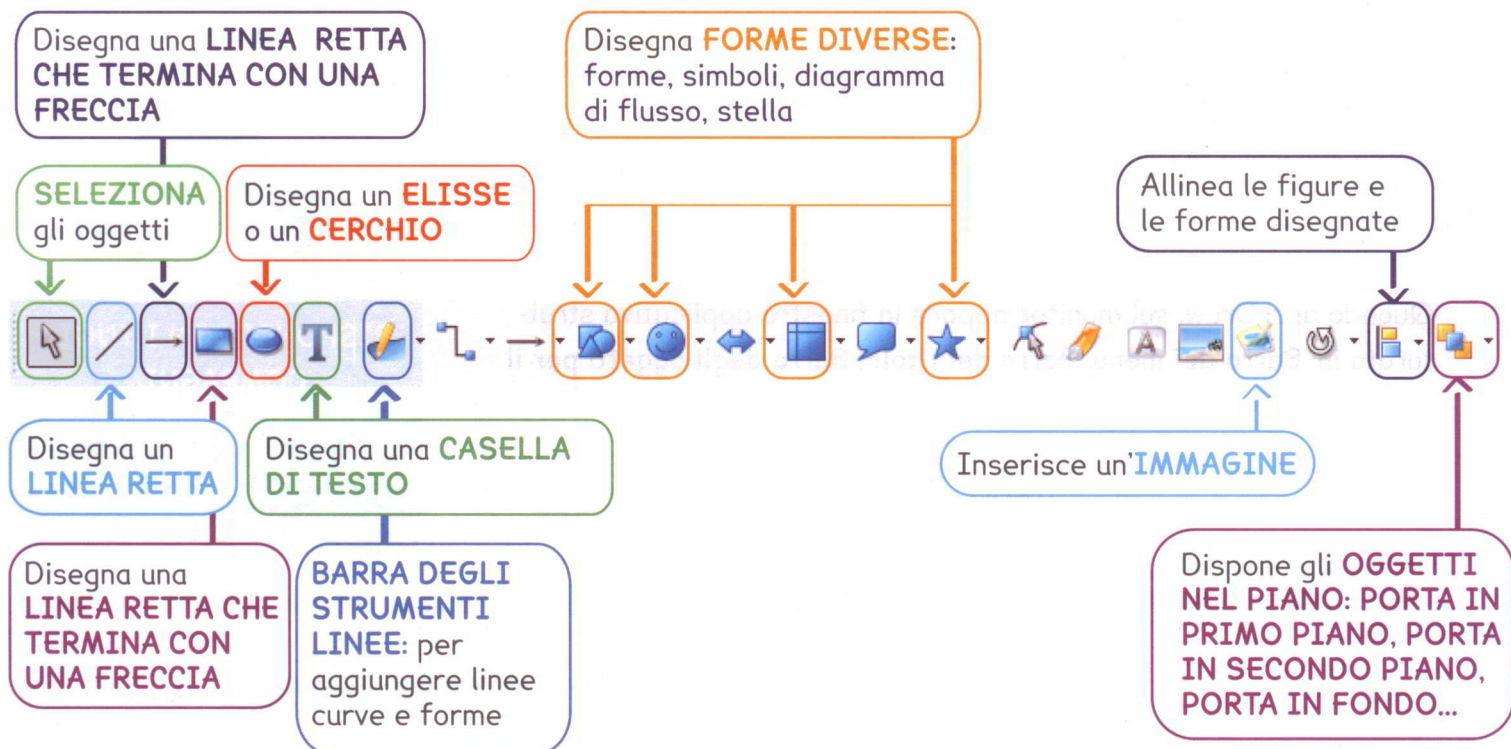 Disegna una LINEA RETTA
CHE TERMINA CON UNA
FRECCIA
Disegna FORME DIVERSE:
forme, simboli, diagramma
di flusso, stella
SELEZIONA
gli oggetti
Disegna un ELISSE
o un CERCHIO
Allinea le figure e
le forme disegnate
T
A
Disegna un
LINEA RETTA
Disegna una CASELLA
DI TESTO
Inserisce un'IMMAGINE
Disegna una
LINEA RETTA CHE
TERMINA CON
UNA FRECCIA
BARRA DEGLI
STRUMENTI
LINEE: per
aggiungere linee
curve e forme
Dispone gli OGGETTI
NEL PIANO: PORTA IN
PRIMO PIANO, PORTA
IN SECONDO PIANO,
PORTA IN FONDO...